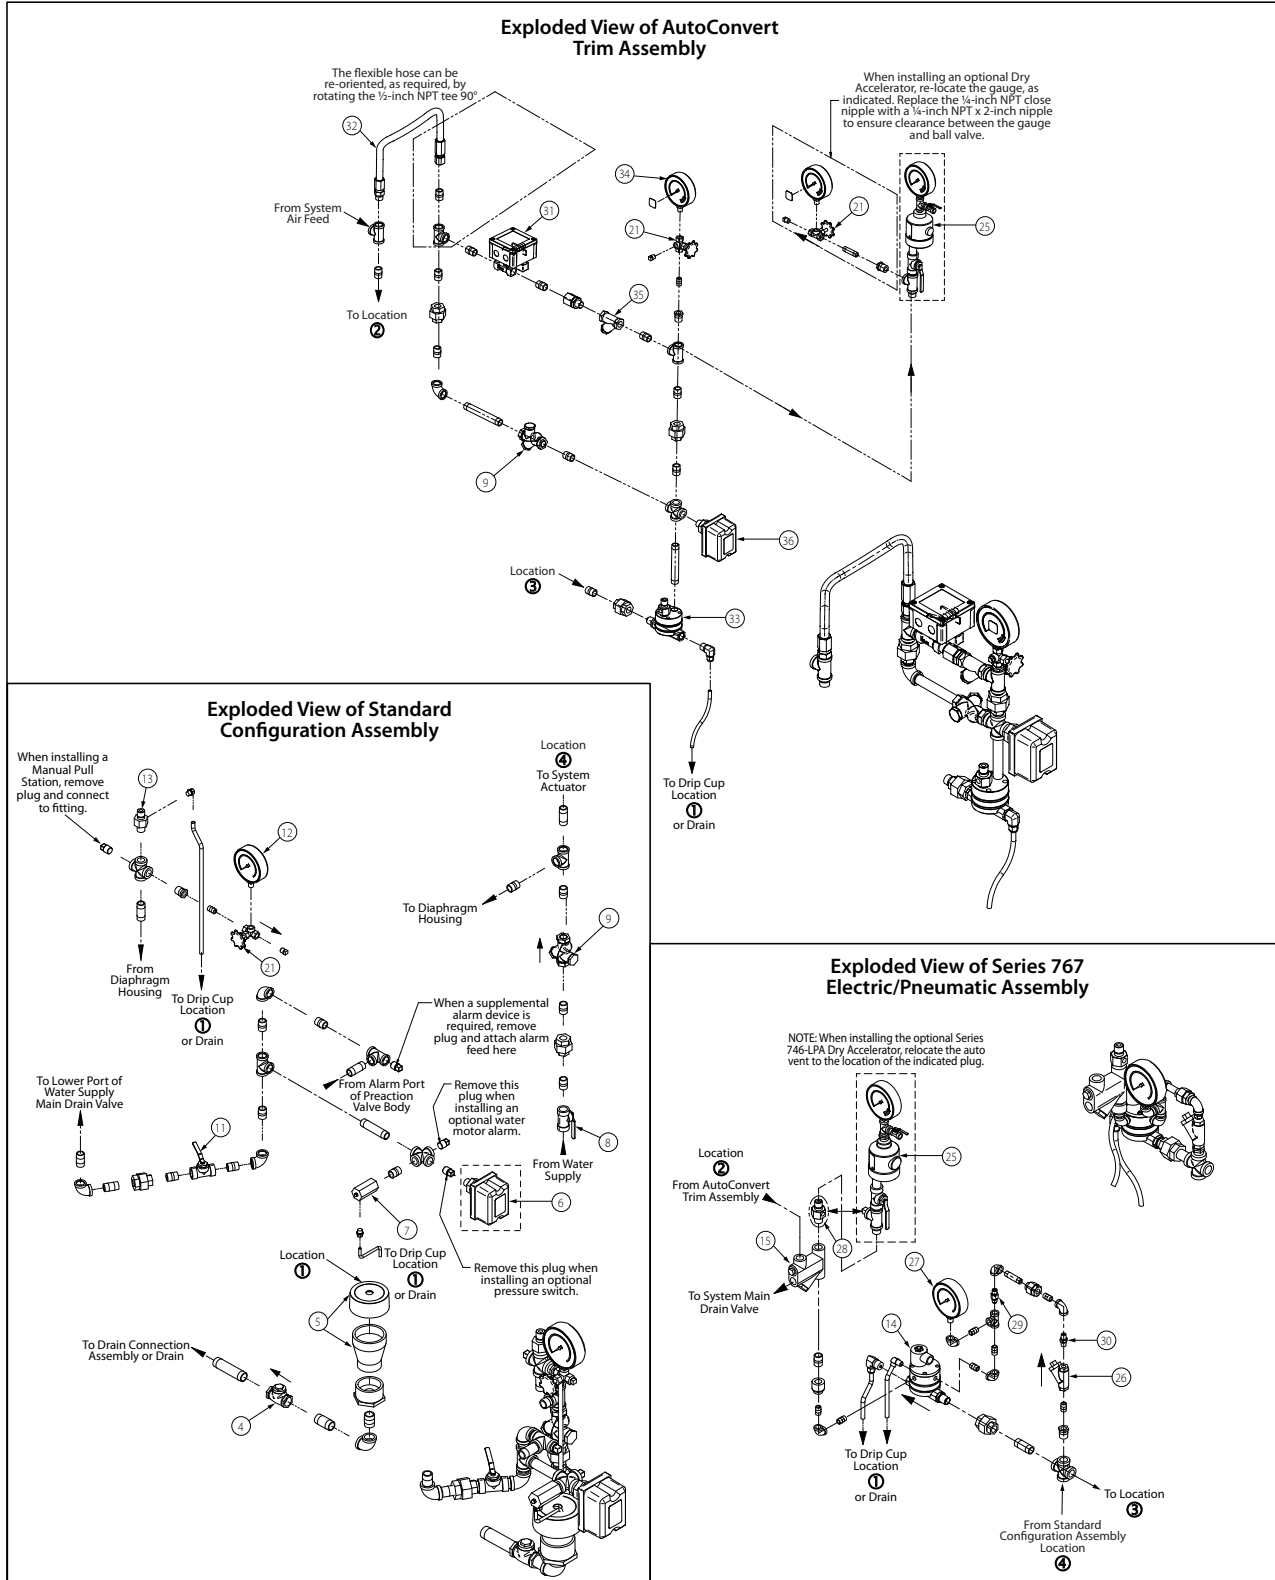 Exploded View of AutoConvert
Trim Assembly
The flexible hose can be
re-oriented, as required, by
rotating the ½-inch NPT tee 90°
When installing an optional Dry
Accelerator, re-locate the gauge, as
indicated. Replace the ¼-inch NPT close
nipple with a ¼-inch NPT x 2-inch nipple
to ensure clearance between the gauge
and ball valve.
32
34
31
21
21
25
From System
Air Feed
35
To Location
2
9
36
Location
3
33
To Drip Cup
Location
1
or Drain
Exploded View of Standard
Configuration Assembly
When installing a
Manual Pull
Station, remove
plug and connect
to fitting.
13
12
Location
4
To System
Actuator
To Diaphragm
Housing
9
21
From
Diaphragm
Housing
To Drip Cup
Location
1
or Drain
When a supplemental
alarm device is
required, remove
plug and attach alarm
feed here
To Lower Port of
Water Supply
Main Drain Valve
From Alarm Port
of Preaction
Valve Body
Remove this
plug when
installing an
optional water
motor alarm.
11
8
From Water
Supply
7
6
Location
1
To Drip Cup
Location
1
or Drain
Remove this plug when
installing an optional
pressure switch.
5
To Drain Connection
Assembly or Drain
4
Exploded View of Series 767
Electric/Pneumatic Assembly
NOTE: When installing the optional Series
746-LPA Dry Accelerator, relocate the auto
vent to the location of the indicated plug.
Location
2
From AutoConvert
Trim Assembly
25
15
28
27
To System Main
Drain Valve
29
14
30
26
To Drip Cup
Location
1
or Drain
To Location
3
From Standard
Configuration Assembly
Location
4